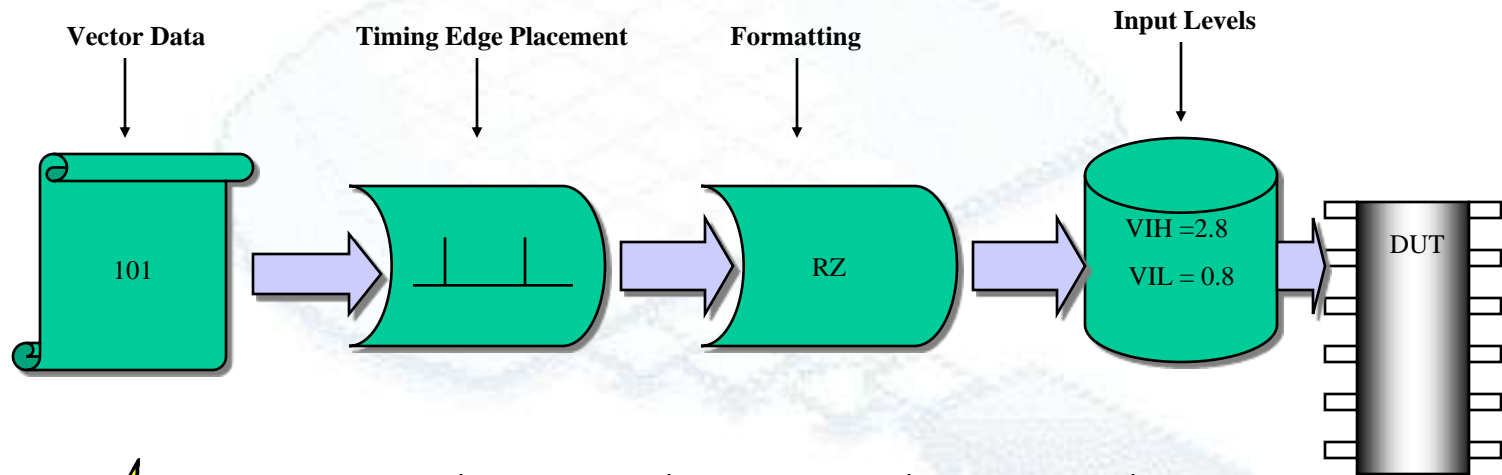 Vector Data
Timing Edge Placement
Formatting
Input Levels
101
RZ
VIH =2.8
VIL = 0.8
DUT